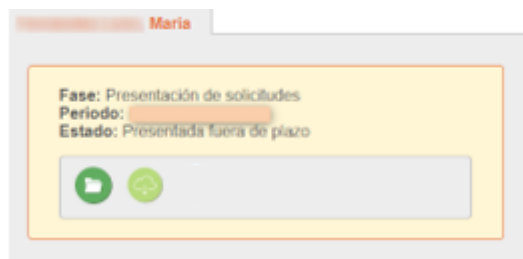 Maria
Fase: Presentación de solicitudes
Periodo:
Estado: Presentada fuera de plazo